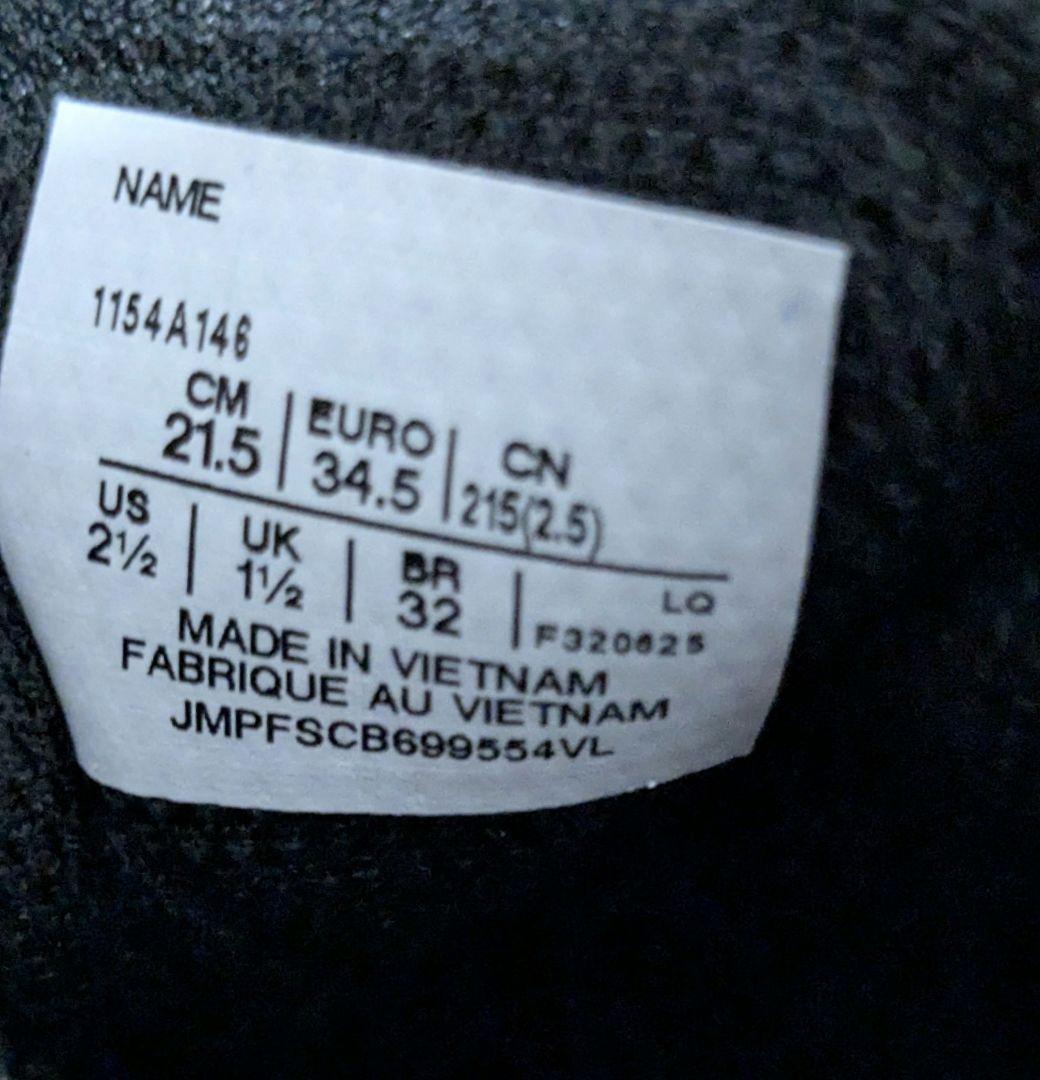 NAME
1154A146
CM | EURO | CN
21.5 | 34.5 | 215(2.5)
US | UK | BR | LQ
2½ | 1½ | 32 | F320625
MADE IN VIETNAM
FABRIQUE AU VIETNAM
JMPFSCB699554VL